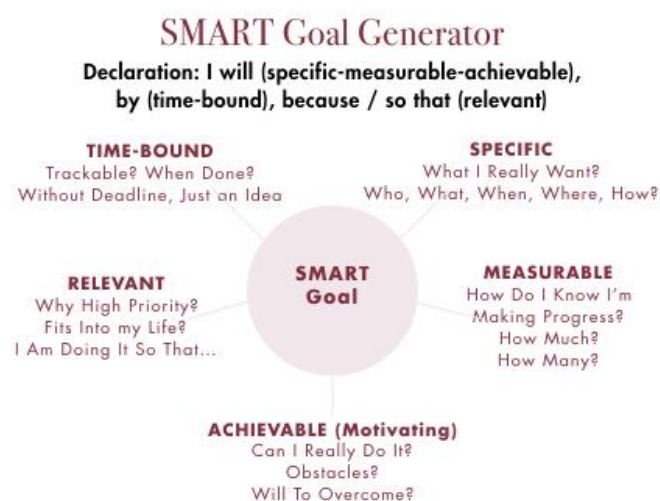 SMART Goal Generator
Declaration: I will (specific-measurable-achievable),
by (time-bound), because / so that (relevant)
TIME-BOUND
Trackable? When Done?
Without Deadline, Just an Idea
SPECIFIC
What I Really Want?
Who, What, When, Where, How?
SMART
Goal
RELEVANT
Why High Priority?
Fits Into my Life?
I Am Doing It So That...
MEASURABLE
How Do I Know I'm
Making Progress?
How Much?
How Many?
ACHIEVABLE (Motivating)
Can I Really Do It?
Obstacles?
Will To Overcome?